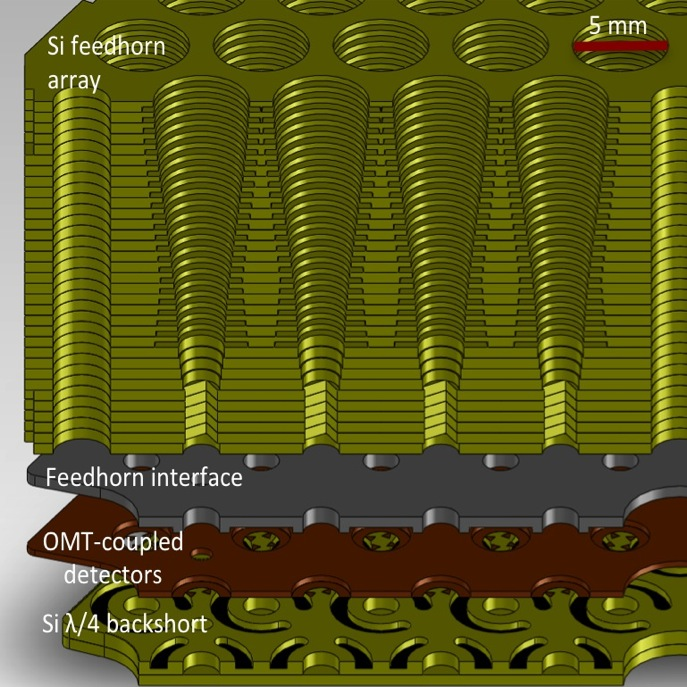 5 mm
Si feedhorn
array
Feedhorn interface
OMT-coupled
detectors
Si λ/4 backshort